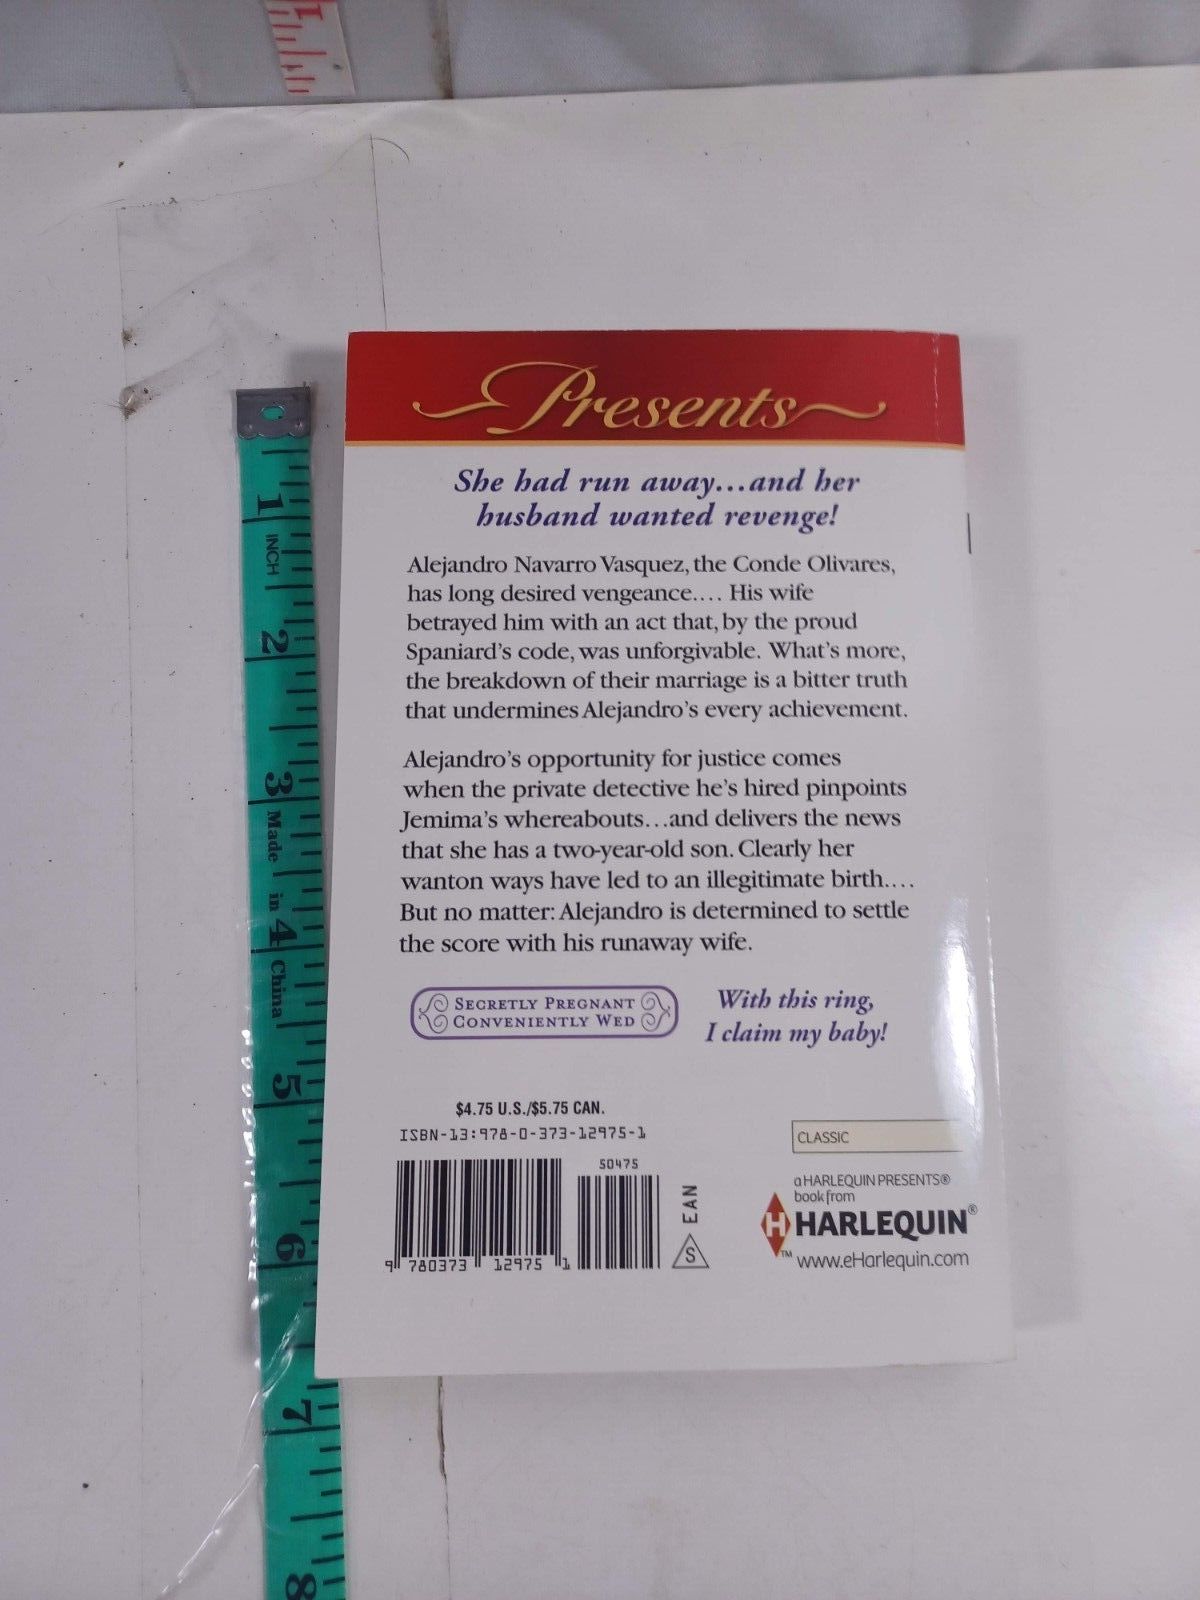 Presents
She had run away...and her
husband wanted revenge!
Alejandro Navarro Vasquez, the Conde Olivares,
has long desired vengeance.... His wife
betrayed him with an act that, by the proud
Spaniard's code, was unforgivable. What's more,
the breakdown of their marriage is a bitter truth
that undermines Alejandro's every achievement.
Alejandro's opportunity for justice comes
when the private detective he's hired pinpoints
Jemima's whereabouts...and delivers the news
that she has a two-year-old son. Clearly her
wanton ways have led to an illegitimate birth....
But no matter: Alejandro is determined to settle
the score with his runaway wife.
SECRETLY PREGNANT
CONVENIENTLY WED
With this ring,
I claim my baby!
$4.75 U.S./$5.75 CAN.
ISBN-13:978-0-373-12975-1
50475
9 780373 12975 1
EAN
S
CLASSIC
a HARLEQUIN PRESENTS®
book from
H HARLEQUIN®
™ www.eHarlequin.com
1
INCH
2
3
Made in China
4
5
6
7
8